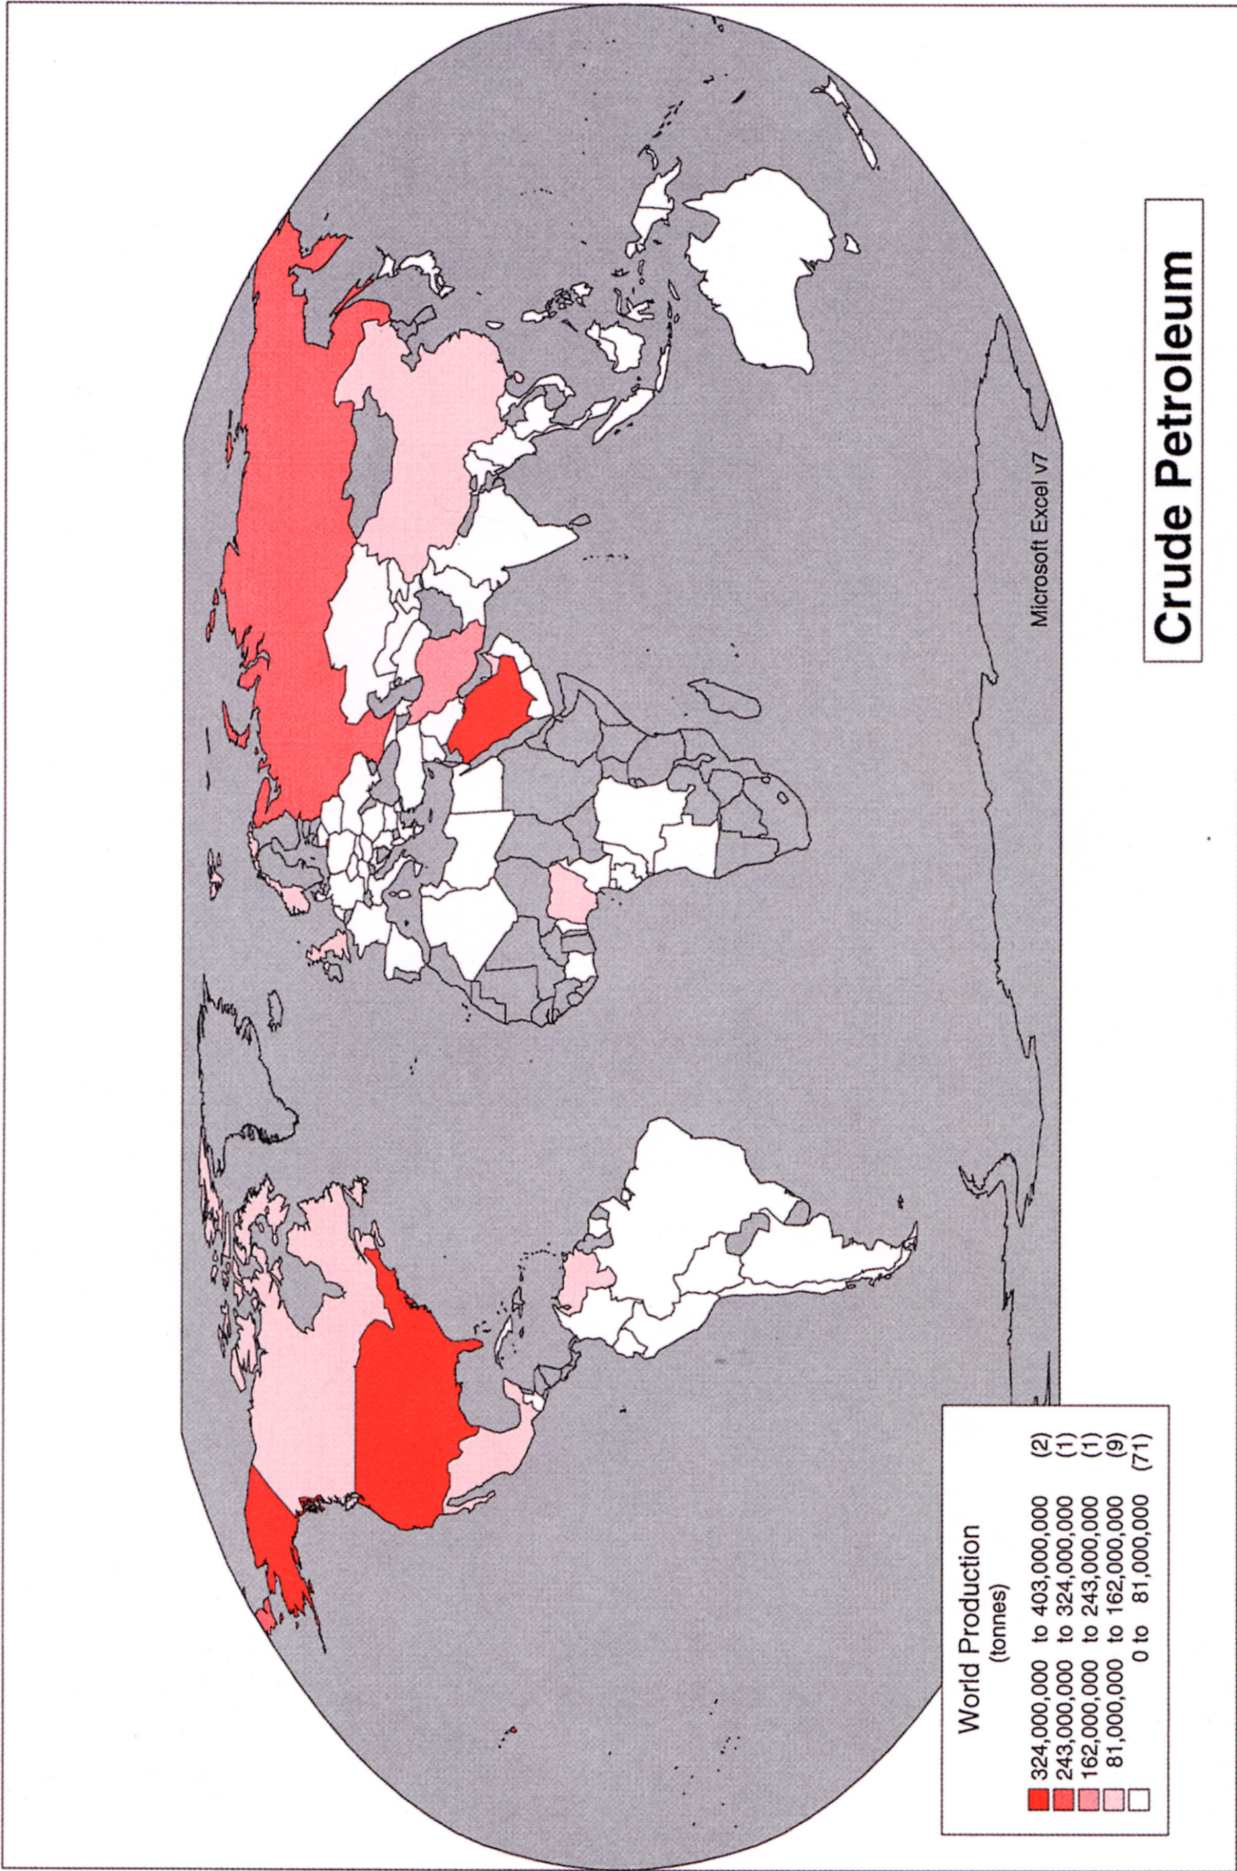 Microsoft Excel v7
World Production
(tonnes)
324,000,000 to 403,000,000 (2)
243,000,000 to 324,000,000 (1)
162,000,000 to 243,000,000 (1)
81,000,000 to 162,000,000 (9)
0 to 81,000,000 (71)
Crude Petroleum